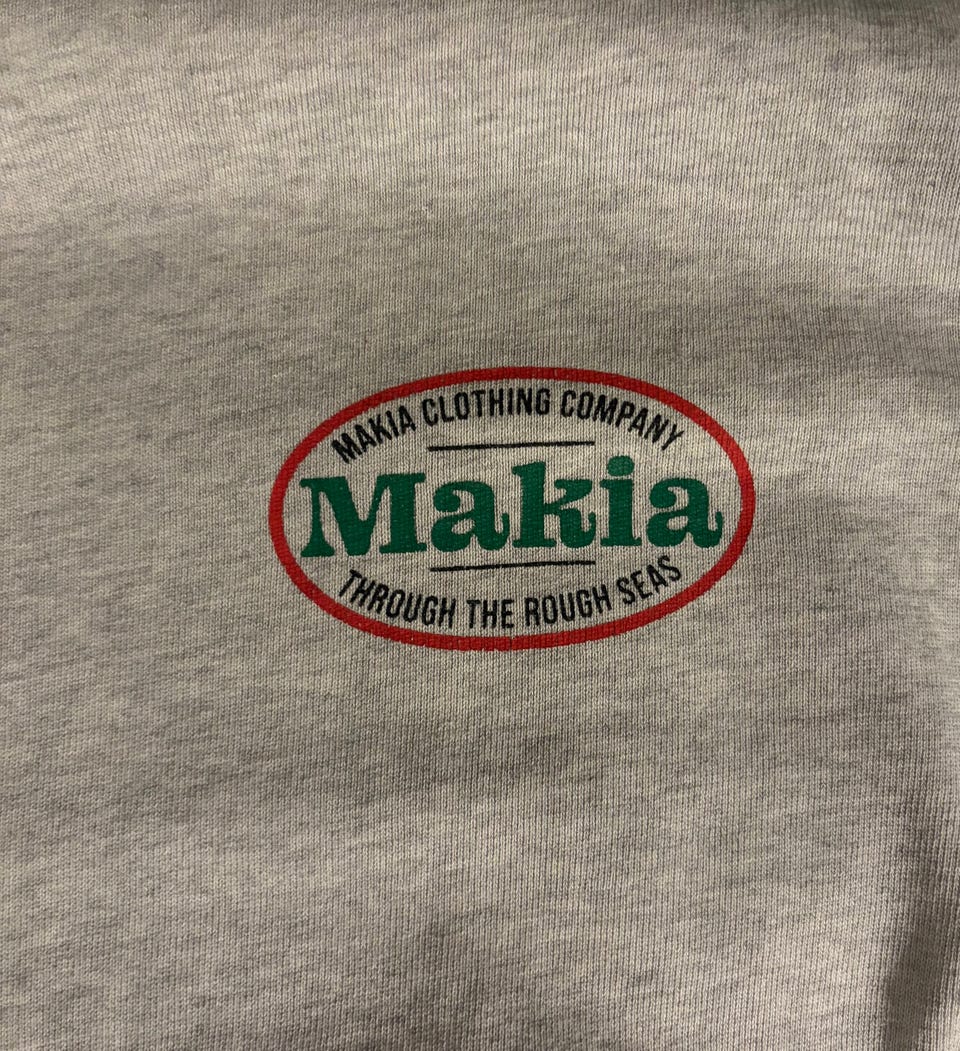 MAKIA CLOTHING COMPANY
Makia
THROUGH THE ROUGH SEAS